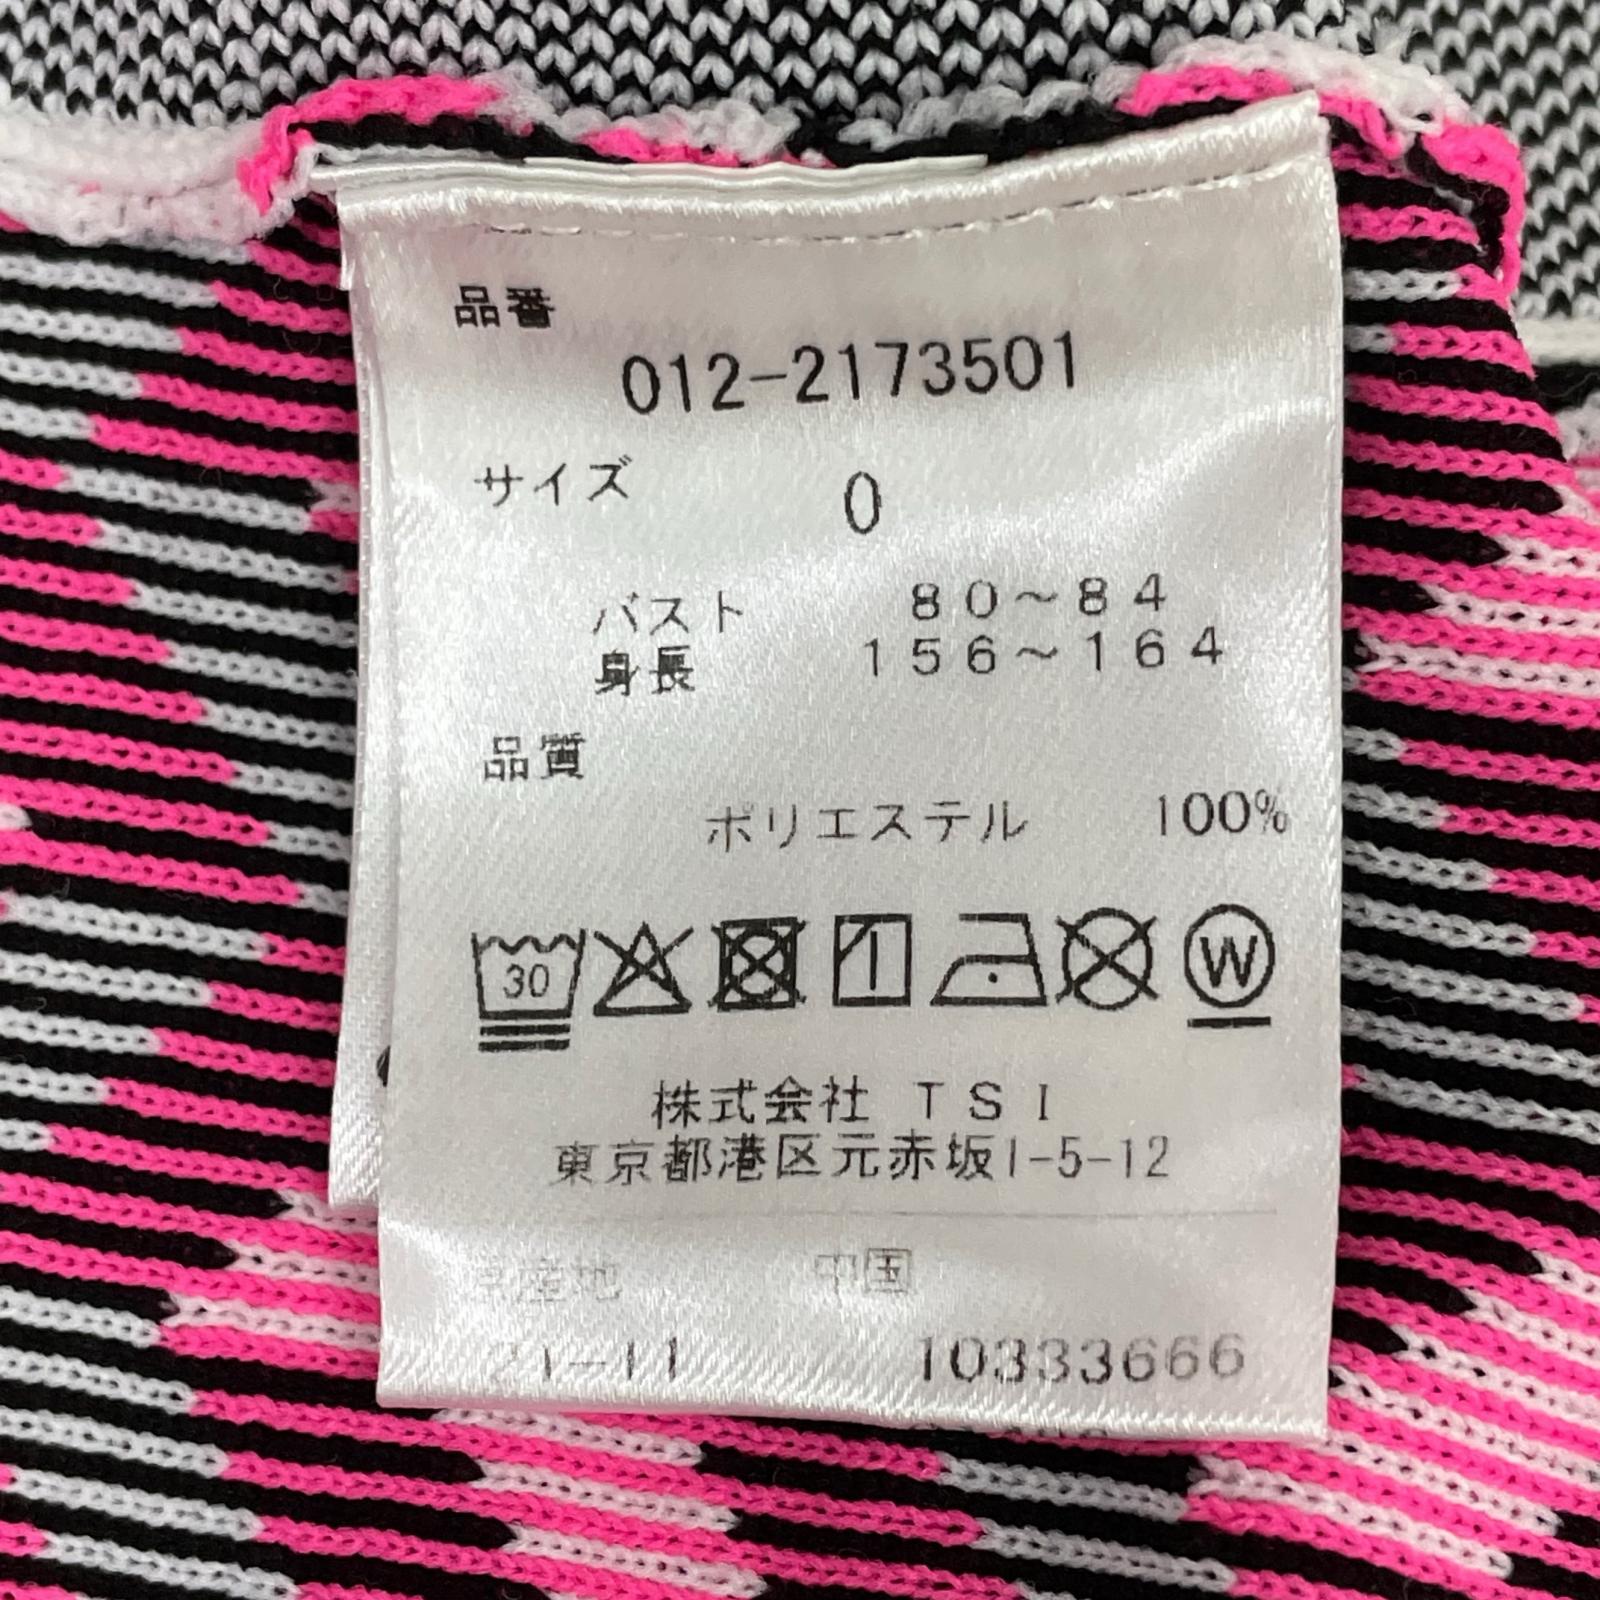 品番
012-2173501
サイズ 0
バスト 80～84
身長 156～164
品質
ポリエステル 100%
30
W
株式会社 TSI
東京都港区元赤坂1-5-12
原産地 中国
21-11 10333666